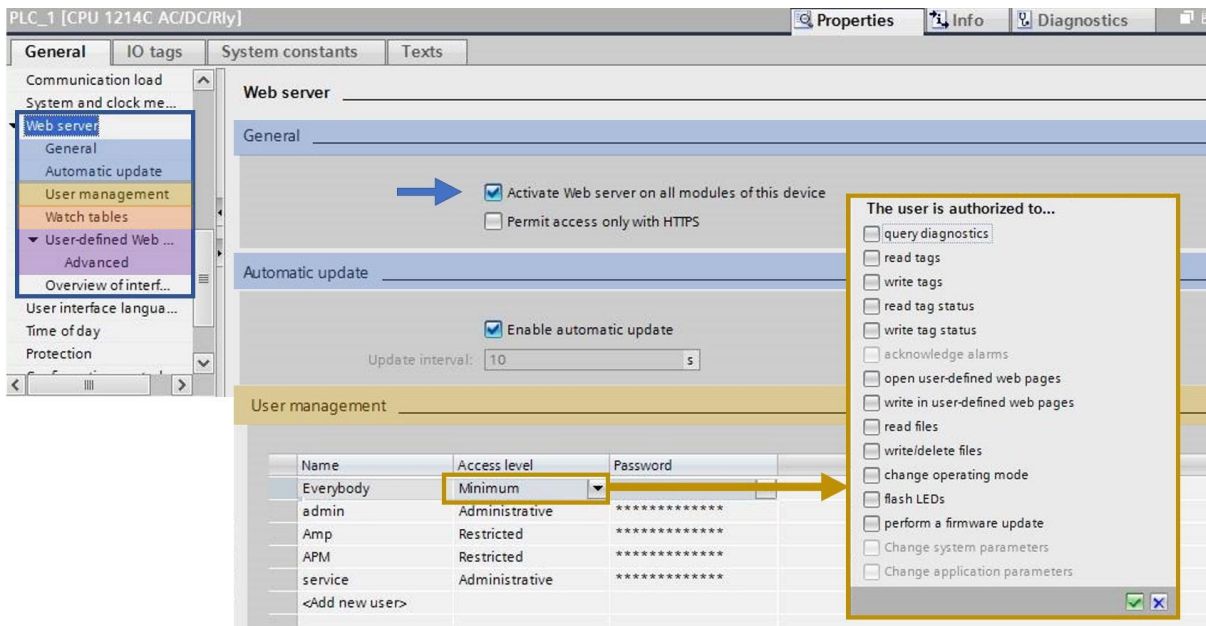 PLC_1 [CPU 1214C AC/DC/Rly]
Properties
Info
Diagnostics
General
IO tags
System constants
Texts
Communication load
System and clock me...
Web server
General
Automatic update
User management
Watch tables
User-defined Web ...
Advanced
Overview of interf...
User interface langua...
Time of day
Protection
Web server
General
Activate Web server on all modules of this device
Permit access only with HTTPS
Automatic update
Enable automatic update
Update interval: 10 s
User management
Name Access level Password
Everybody Minimum
admin Administrative *************
Amp Restricted *************
APM Restricted *************
service Administrative *************
<Add new user>
The user is authorized to...
query diagnostics
read tags
write tags
read tag status
write tag status
acknowledge alarms
open user-defined web pages
write in user-defined web pages
read files
write/delete files
change operating mode
flash LEDs
perform a firmware update
Change system parameters
Change application parameters